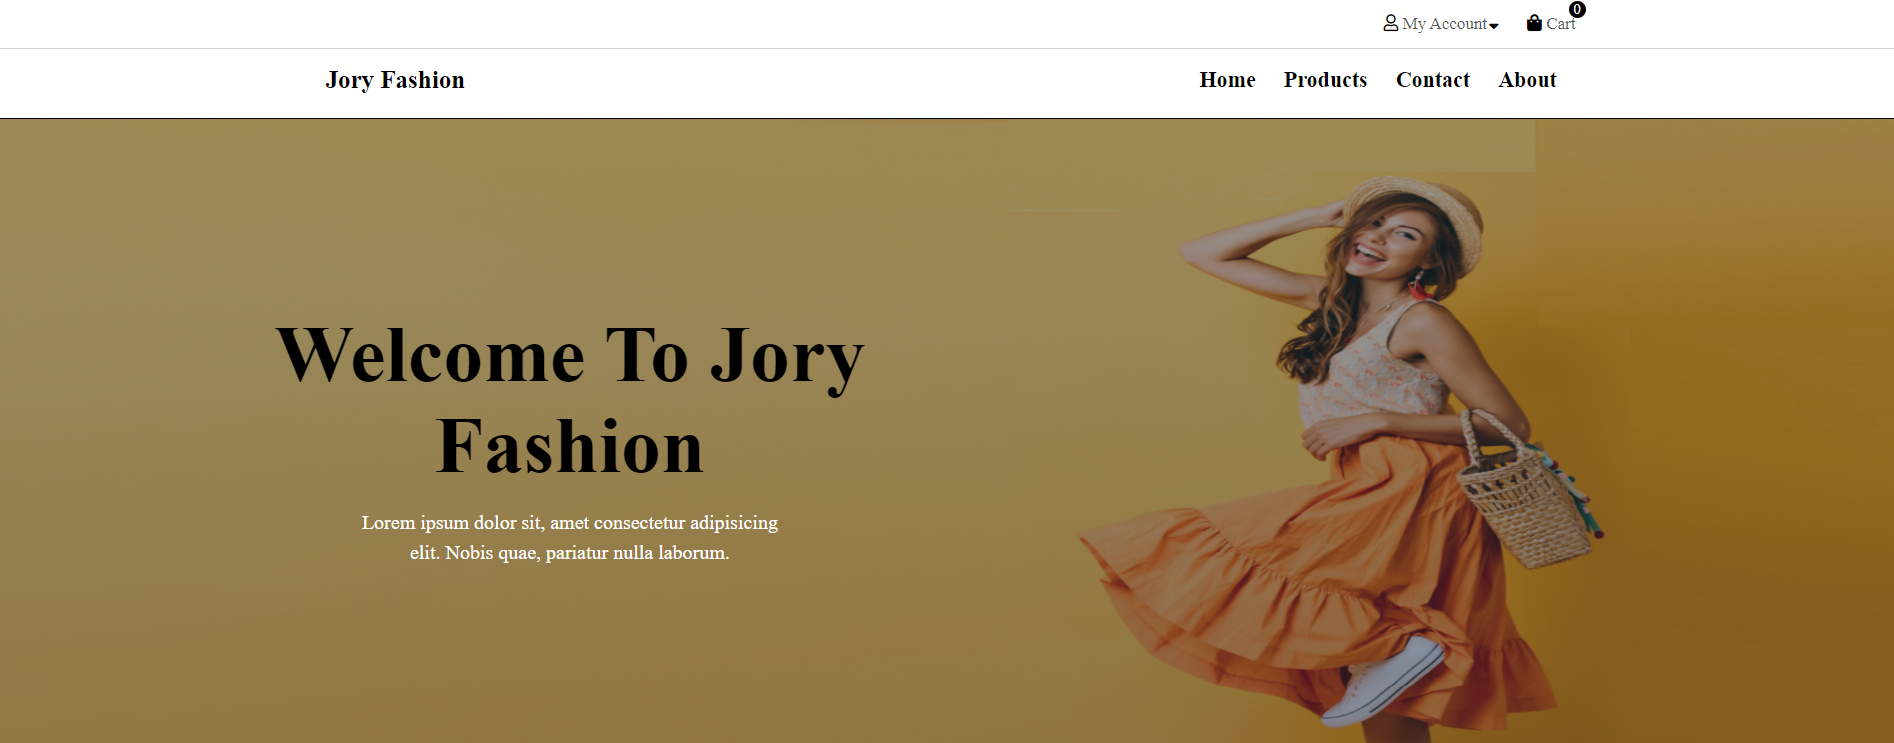 My Account
Cart
0
Jory Fashion
Home
Products
Contact
About
Welcome To Jory
Fashion
Lorem ipsum dolor sit, amet consectetur adipisicing
elit. Nobis quae, pariatur nulla laborum.